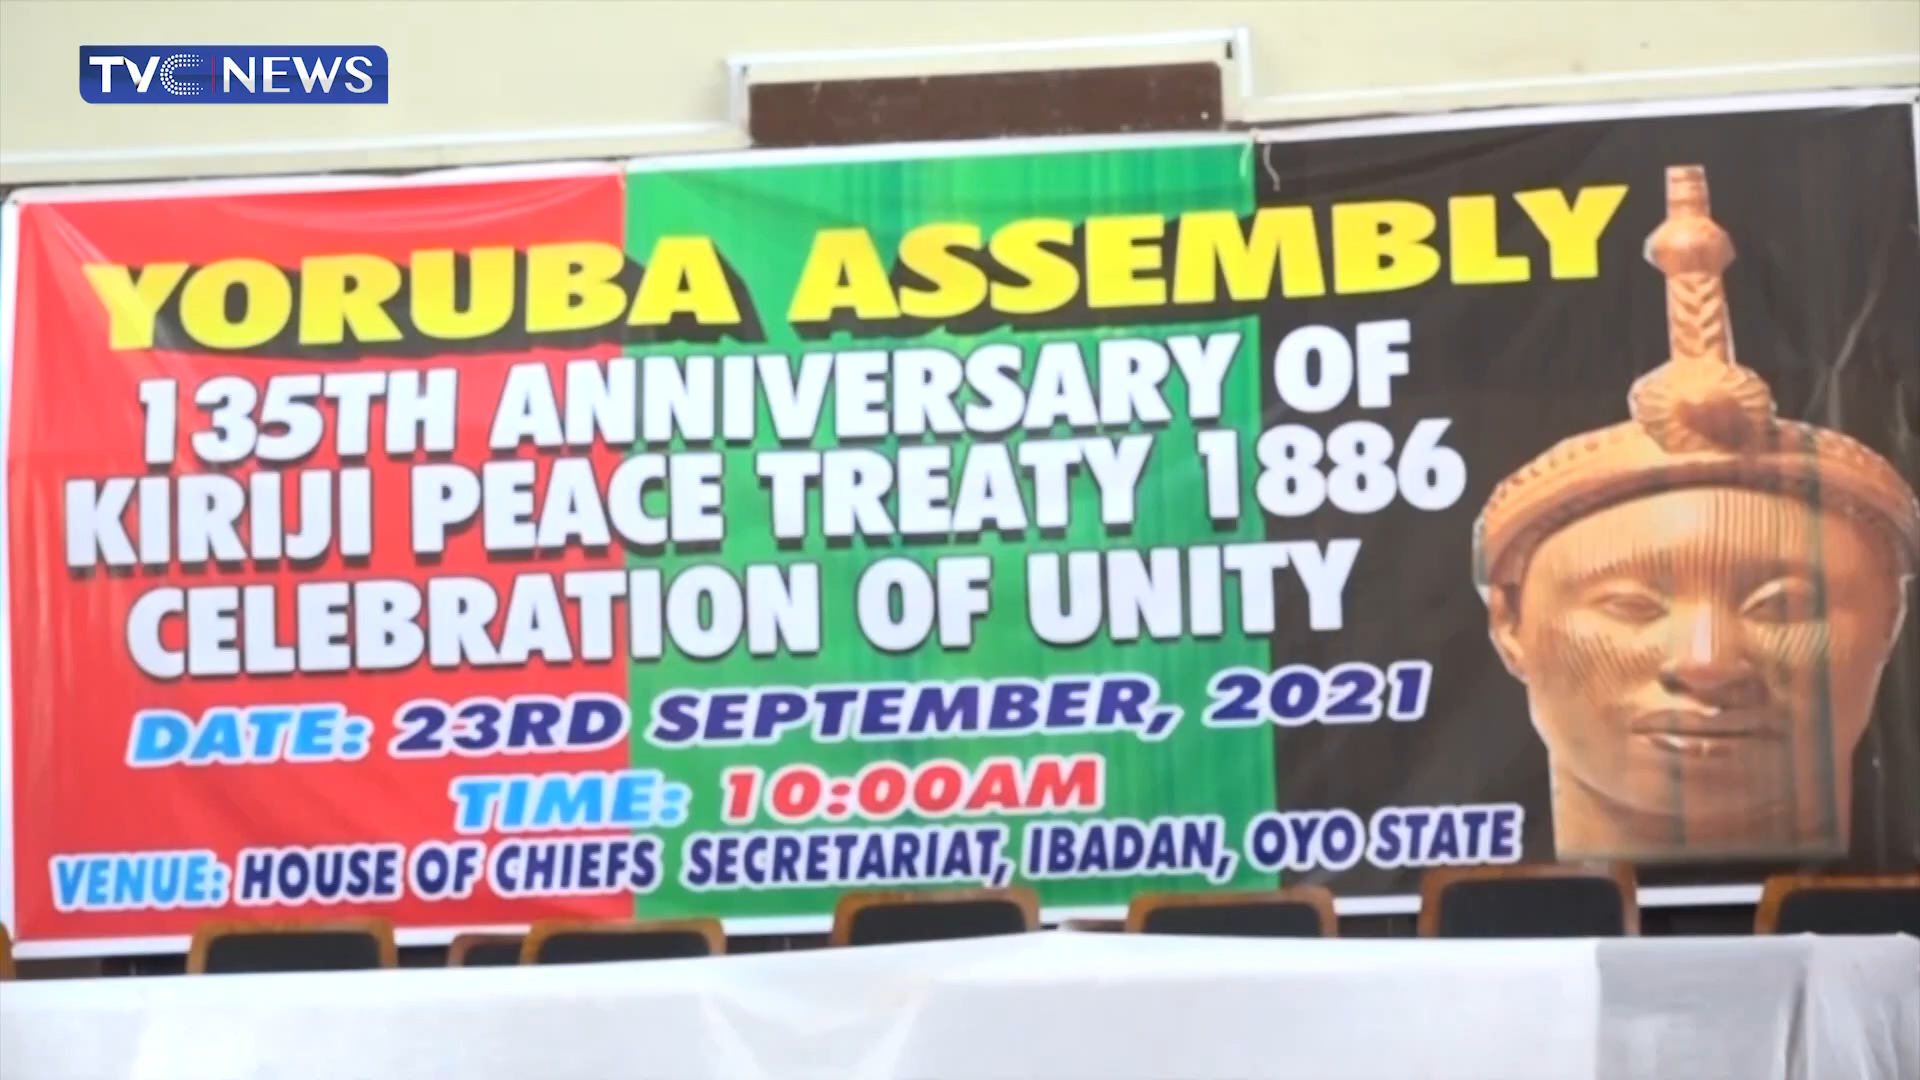 TVC NEWS
YORUBA ASSEMBLY
135TH ANNIVERSARY OF
KIRIJI PEACE TREATY 1886
CELEBRATION OF UNITY
DATE: 23RD SEPTEMBER, 2021
TIME: 10:00AM
VENUE: HOUSE OF CHIEFS SECRETARIAT, IBADAN, OYO STATE